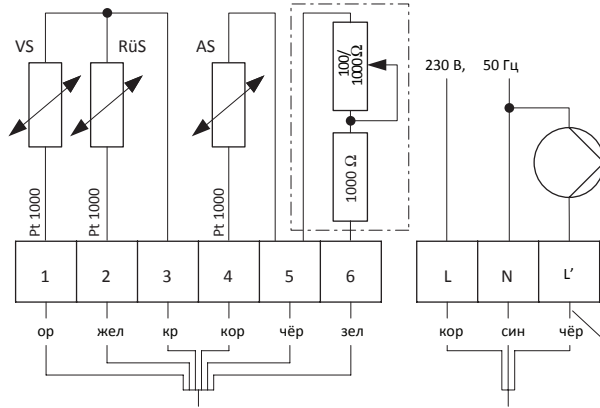 VS RüS AS
100/
1000Ω
230 В, 50 Гц
1000 Ω
Pt 1000 Pt 1000 Pt 1000
1 2 3 4 5 6 L N L’
ор жел кр кор чёр зел кор син чёр